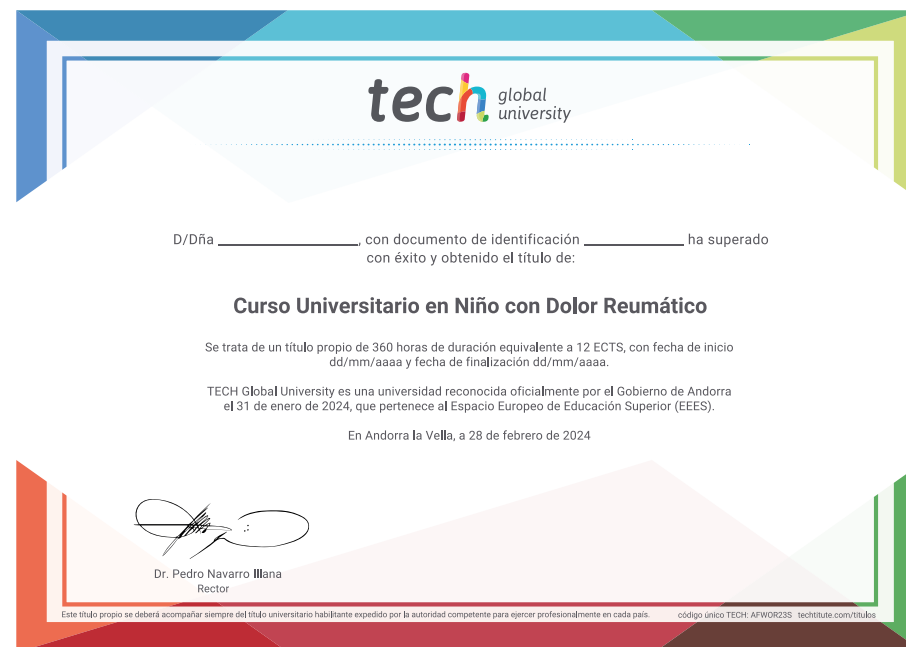 tech global
university
D/Dña ______________, con documento de identificación __________ ha superado
con éxito y obtenido el título de:
Curso Universitario en Niño con Dolor Reumático
Se trata de un título propio de 360 horas de duración equivalente a 12 ECTS, con fecha de inicio
dd/mm/aaaa y fecha de finalización dd/mm/aaaa.
TECH Global University es una universidad reconocida oficialmente por el Gobierno de Andorra
el 31 de enero de 2024, que pertenece al Espacio Europeo de Educación Superior (EEES).
En Andorra la Vella, a 28 de febrero de 2024
Dr. Pedro Navarro Illana
Rector
Este título propio se deberá acompañar siempre del título universitario habilitante expedido por la autoridad competente para ejercer profesionalmente en cada país.
código único TECH: AFWOR23S techtitute.com/titulos